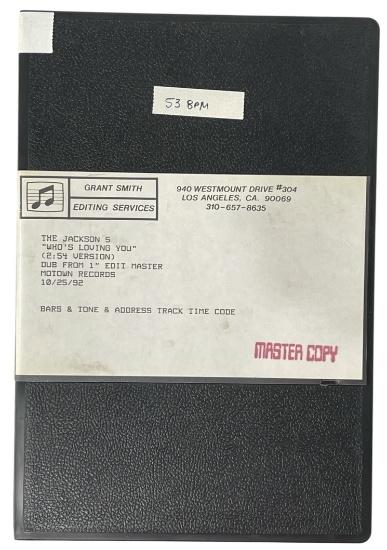 53 BPM
GRANT SMITH
EDITING SERVICES
940 WESTMOUNT DRIVE #304
LOS ANGELES, CA. 90069
310-657-8635
THE JACKSON 5
"WHO'S LOVING YOU"
(2:54 VERSION)
DUB FROM 1" EDIT MASTER
MOTOWN RECORDS
10/25/92
BARS & TONE & ADDRESS TRACK TIME CODE
MASTER COPY